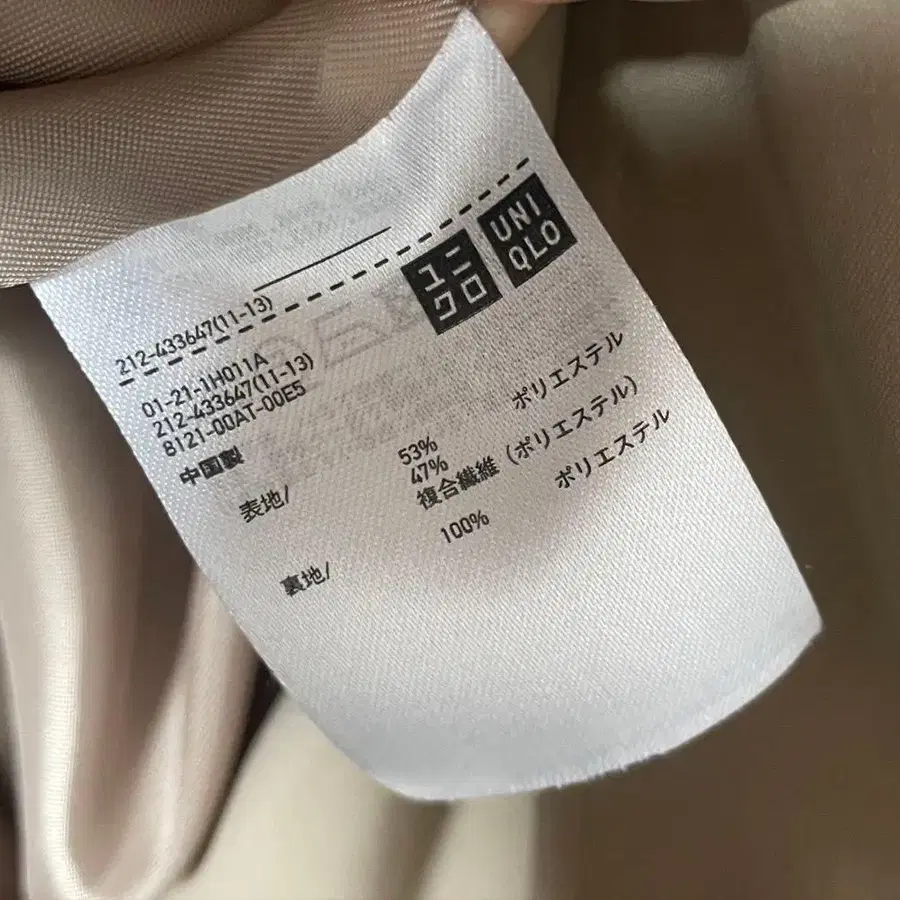 ユニ
クロ
UNI
QLO
212-433647(11-13)
01-21-1H011A
212-433647(11-13)
8121-00AT-00E5
中国製
表地/ 53% ポリエステル
47%
複合繊維 (ポリエステル)
裏地/ 100% ポリエステル